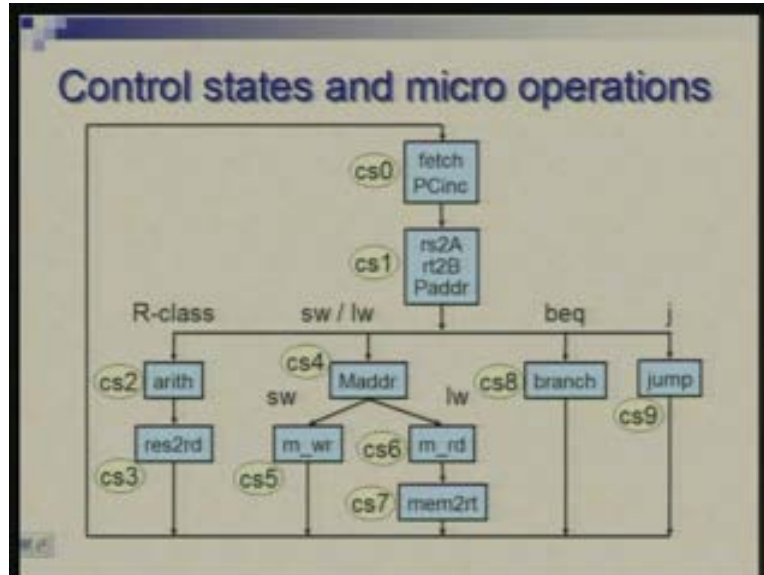 Control states and micro operations
cs0
fetch
PCinc
cs1
rs2A
rt2B
Paddr
R-class
sw / lw
beq
j
cs2
arith
cs4
Maddr
cs8
branch
jump
cs9
sw
lw
res2rd
cs3
m_wr
cs5
cs6
m_rd
cs7
mem2rt